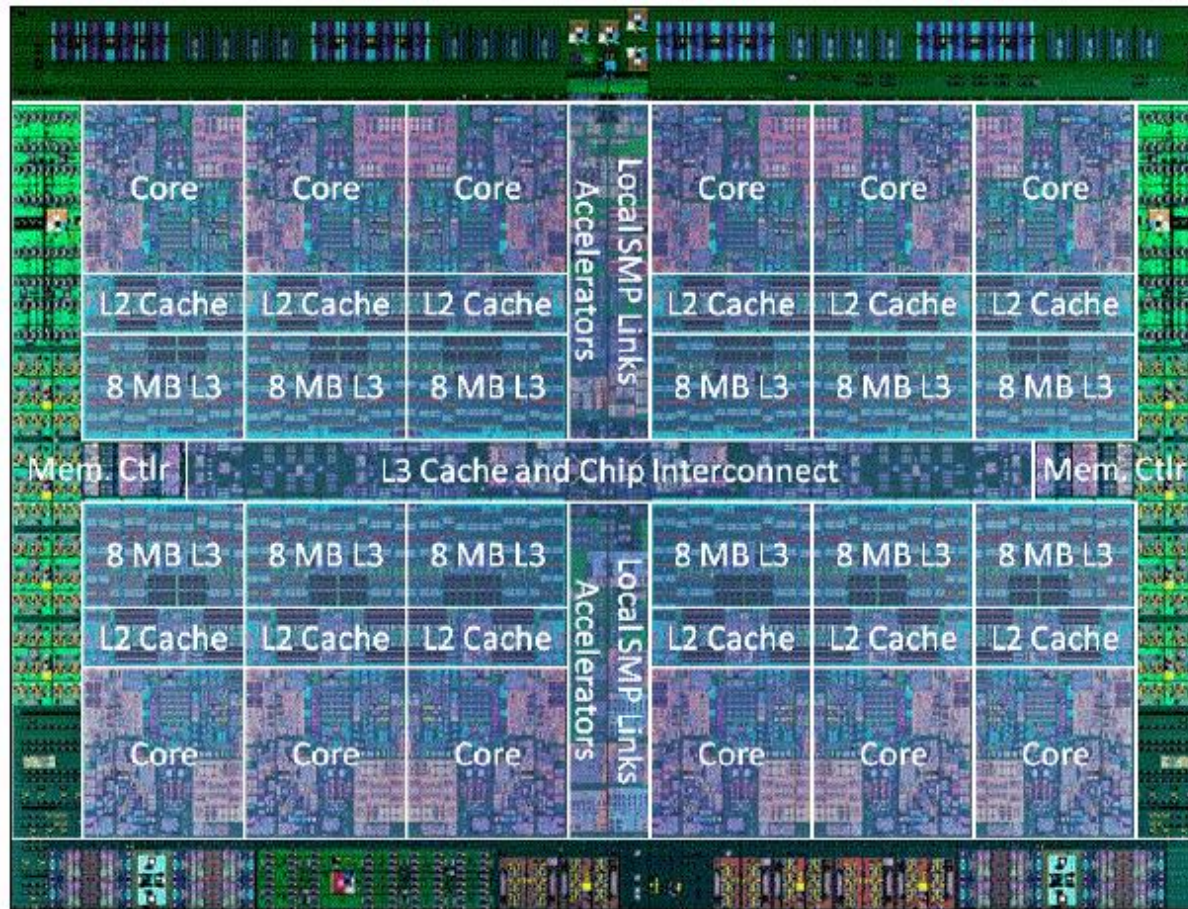 Core Core Core Core Core Core
L2 Cache L2 Cache L2 Cache L2 Cache L2 Cache L2 Cache
8 MB L3 8 MB L3 8 MB L3 8 MB L3 8 MB L3 8 MB L3
Accelerators
Local SMP Links
Mem. Ctlr L3 Cache and Chip Interconnect Mem. Ctlr
8 MB L3 8 MB L3 8 MB L3 8 MB L3 8 MB L3 8 MB L3
L2 Cache L2 Cache L2 Cache L2 Cache L2 Cache L2 Cache
Core Core Core Core Core Core
Accelerators
Local SMP Links